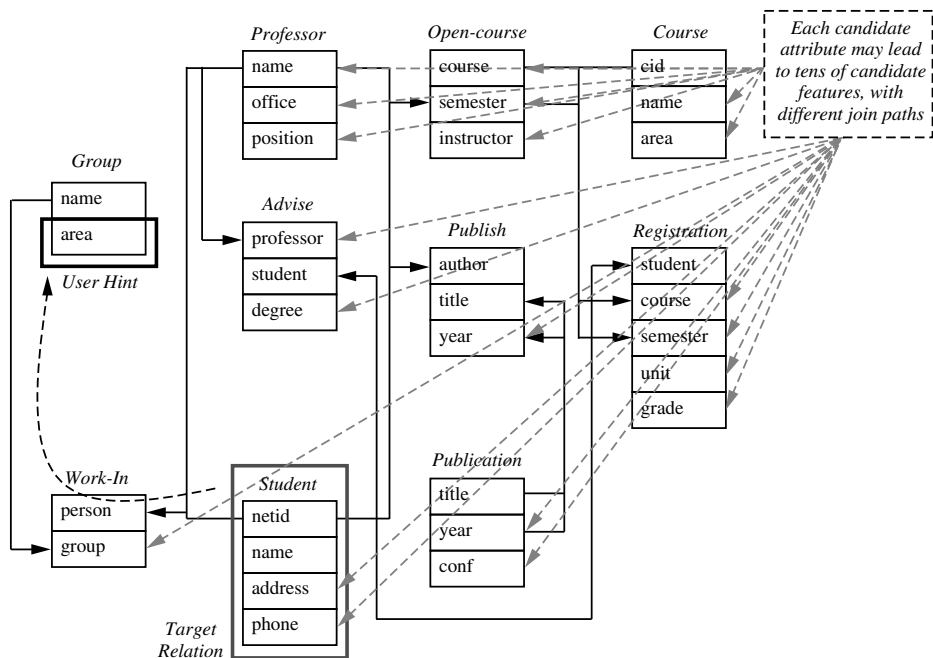 Professor
name
office
position
Open-course
course
semester
instructor
Course
cid
name
area
Each candidate
attribute may lead
to tens of candidate
features, with
different join paths
Group
name
area
User Hint
Advise
professor
student
degree
Publish
author
title
year
Registration
student
course
semester
unit
grade
Work-In
person
group
Student
netid
name
address
phone
Target
Relation
Publication
title
year
conf